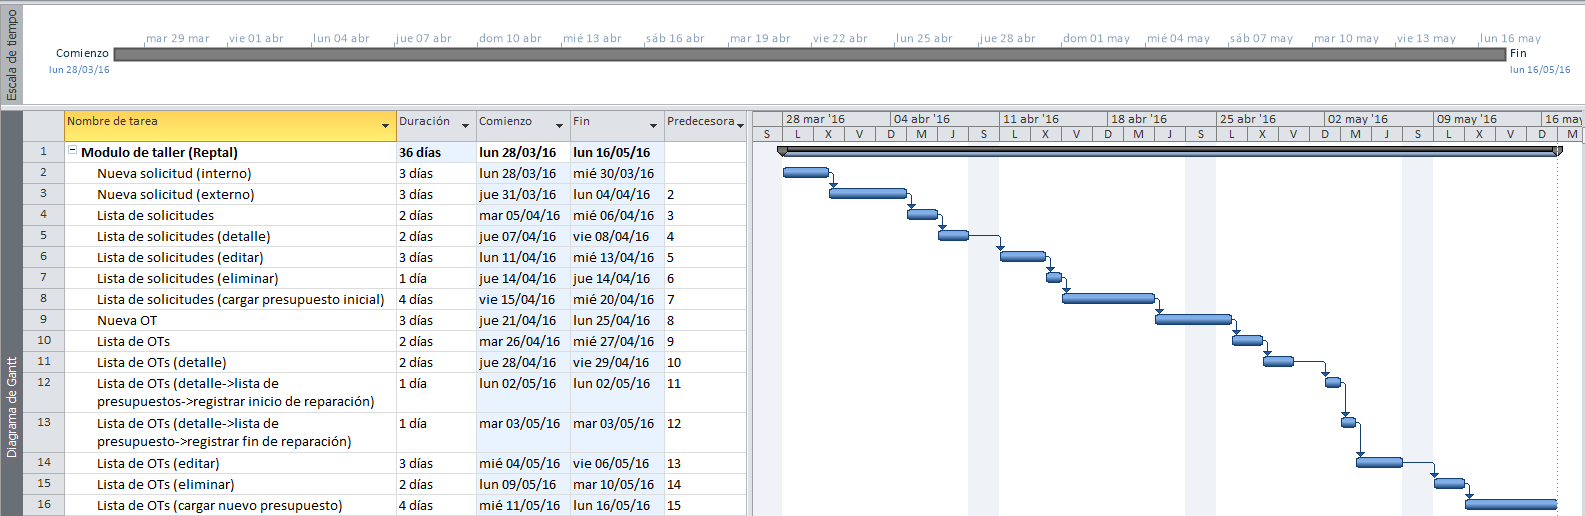 Escala de tiempo
mar 29 mar vie 01 abr lun 04 abr jue 07 abr dom 10 abr mié 13 abr sáb 16 abr mar 19 abr vie 22 abr lun 25 abr jue 28 abr dom 01 may mié 04 may sáb 07 may mar 10 may vie 13 may lun 16 may
Comienzo Fin
lun 28/03/16 lun 16/05/16
Diagrama de Gantt
Nombre de tarea Duración Comienzo Fin Predecesora 28 mar '16 04 abr '16 11 abr '16 18 abr '16 25 abr '16 02 may '16 09 may '16 16 may
S L X V D M J S L X V D M J S L X V D M J S L X V D M
1 Modulo de taller (Reptal) 36 días lun 28/03/16 lun 16/05/16
2 Nueva solicitud (interno) 3 días lun 28/03/16 mié 30/03/16
3 Nueva solicitud (externo) 3 días jue 31/03/16 lun 04/04/16 2
4 Lista de solicitudes 2 días mar 05/04/16 mié 06/04/16 3
5 Lista de solicitudes (detalle) 2 días jue 07/04/16 vie 08/04/16 4
6 Lista de solicitudes (editar) 3 días lun 11/04/16 mié 13/04/16 5
7 Lista de solicitudes (eliminar) 1 día jue 14/04/16 jue 14/04/16 6
8 Lista de solicitudes (cargar presupuesto inicial) 4 días vie 15/04/16 mié 20/04/16 7
9 Nueva OT 3 días jue 21/04/16 lun 25/04/16 8
10 Lista de OTs 2 días mar 26/04/16 mié 27/04/16 9
11 Lista de OTs (detalle) 2 días jue 28/04/16 vie 29/04/16 10
12 Lista de OTs (detalle->lista de 1 día lun 02/05/16 lun 02/05/16 11
presupuestos->registrar inicio de reparación)
13 Lista de OTs (detalle->lista de 1 día mar 03/05/16 mar 03/05/16 12
presupuesto->registrar fin de reparación)
14 Lista de OTs (editar) 3 días mié 04/05/16 vie 06/05/16 13
15 Lista de OTs (eliminar) 2 días lun 09/05/16 mar 10/05/16 14
16 Lista de OTs (cargar nuevo presupuesto) 4 días mié 11/05/16 lun 16/05/16 15